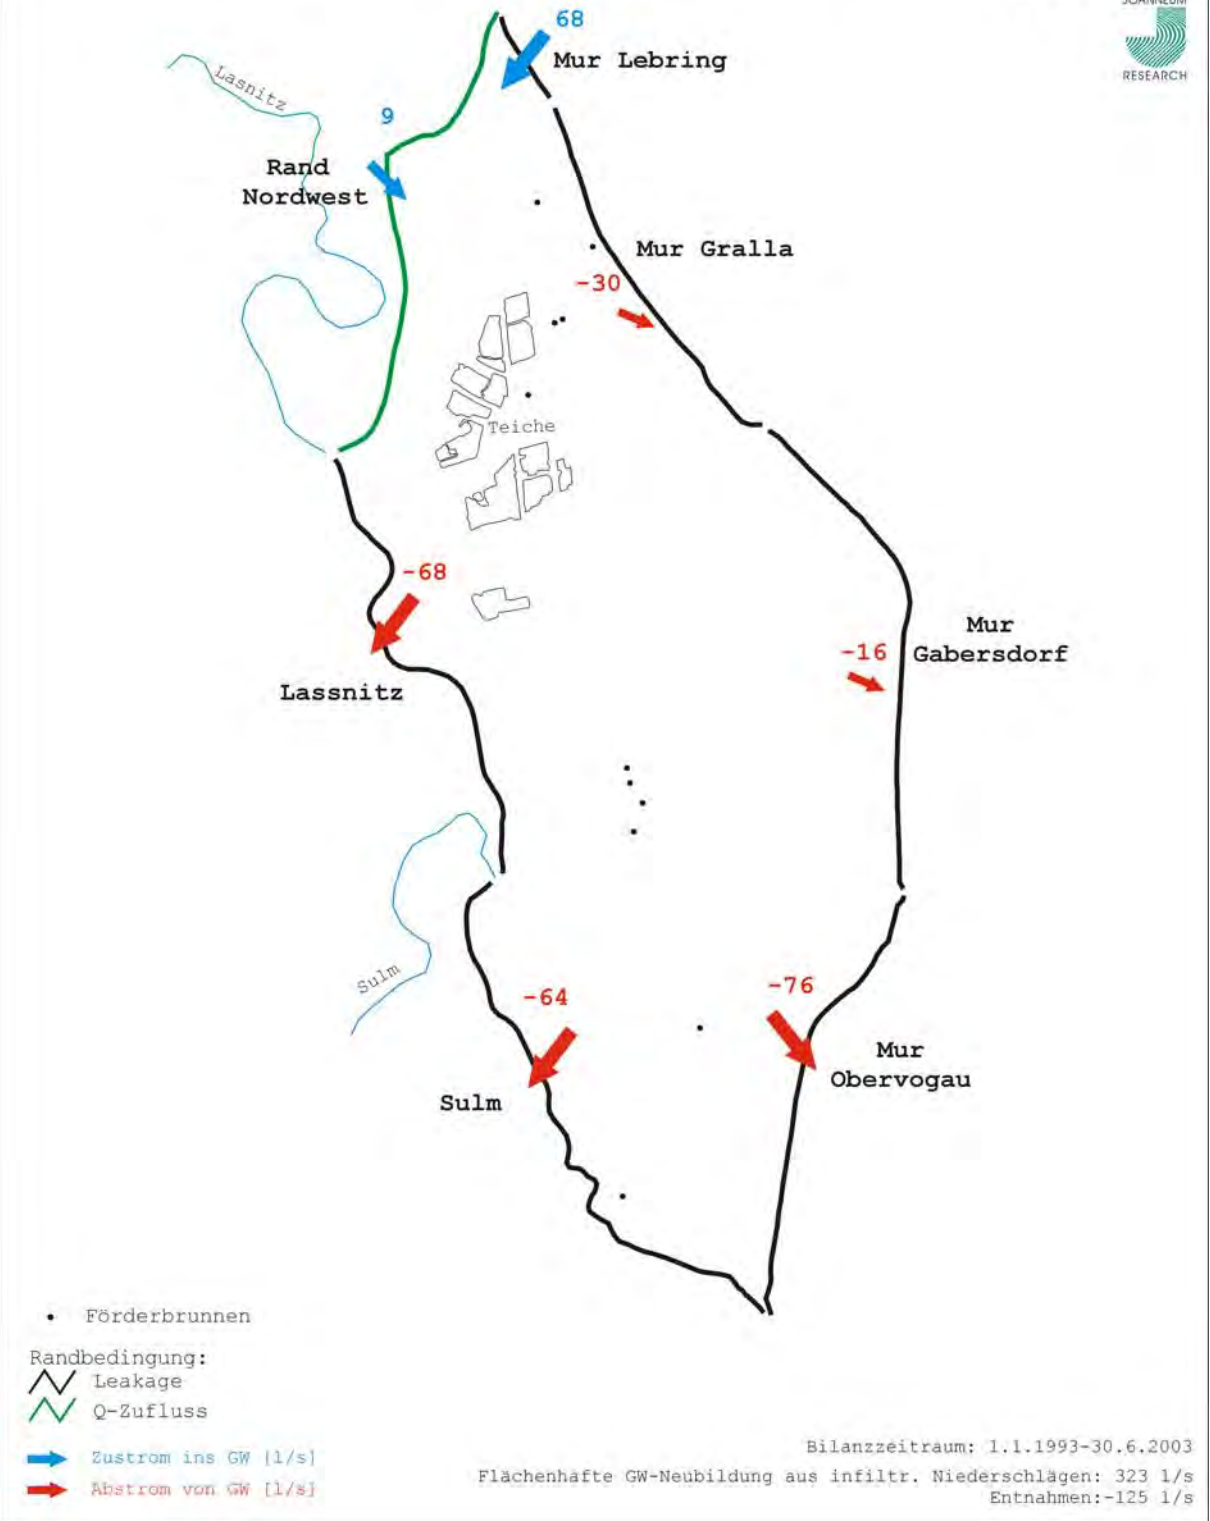 JOANNEUM
RESEARCH
68
Mur Lebring
Lasnitz
9
Rand
Nordwest
Mur Gralla
-30
Teiche
-68
Mur
Gabersdorf
-16
Lassnitz
Sulm
-64
-76
Mur
Obervogau
Sulm
Förderbrunnen
Randbedingung:
Leakage
Q-Zufluss
Zustrom ins GW [l/s]
Abstrom von GW [l/s]
Bilanzzeitraum: 1.1.1993-30.6.2003
Flächenhafte GW-Neubildung aus infiltr. Niederschlägen: 323 l/s
Entnahmen:-125 l/s